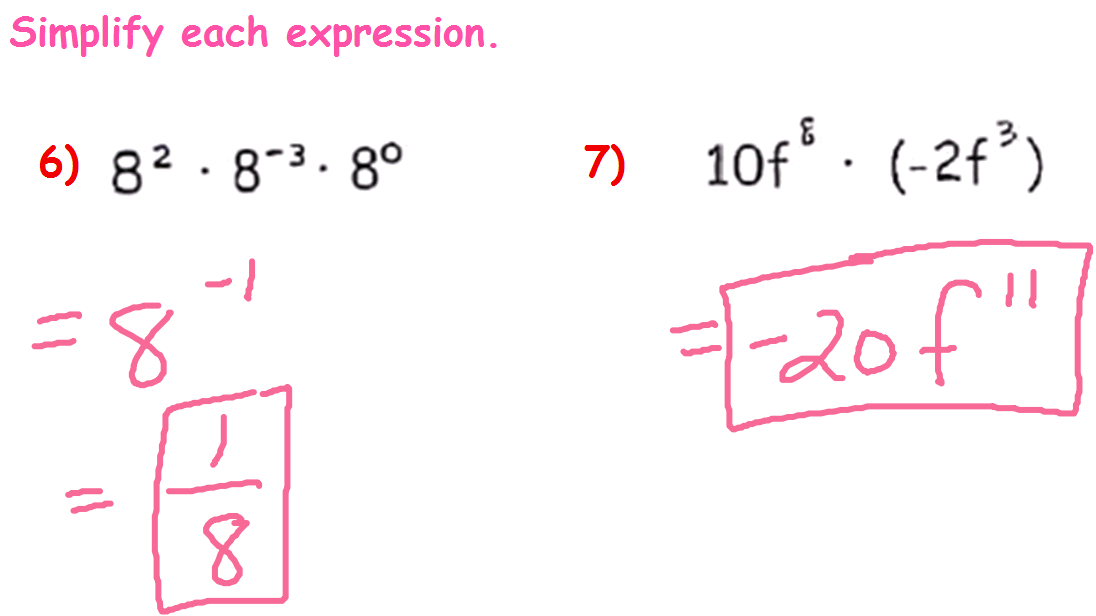 Simplify each expression.
6) 8² · 8⁻³ · 8⁰
= 8⁻¹
= 1/8
7) 10f⁸ · (-2f³)
= -20f¹¹